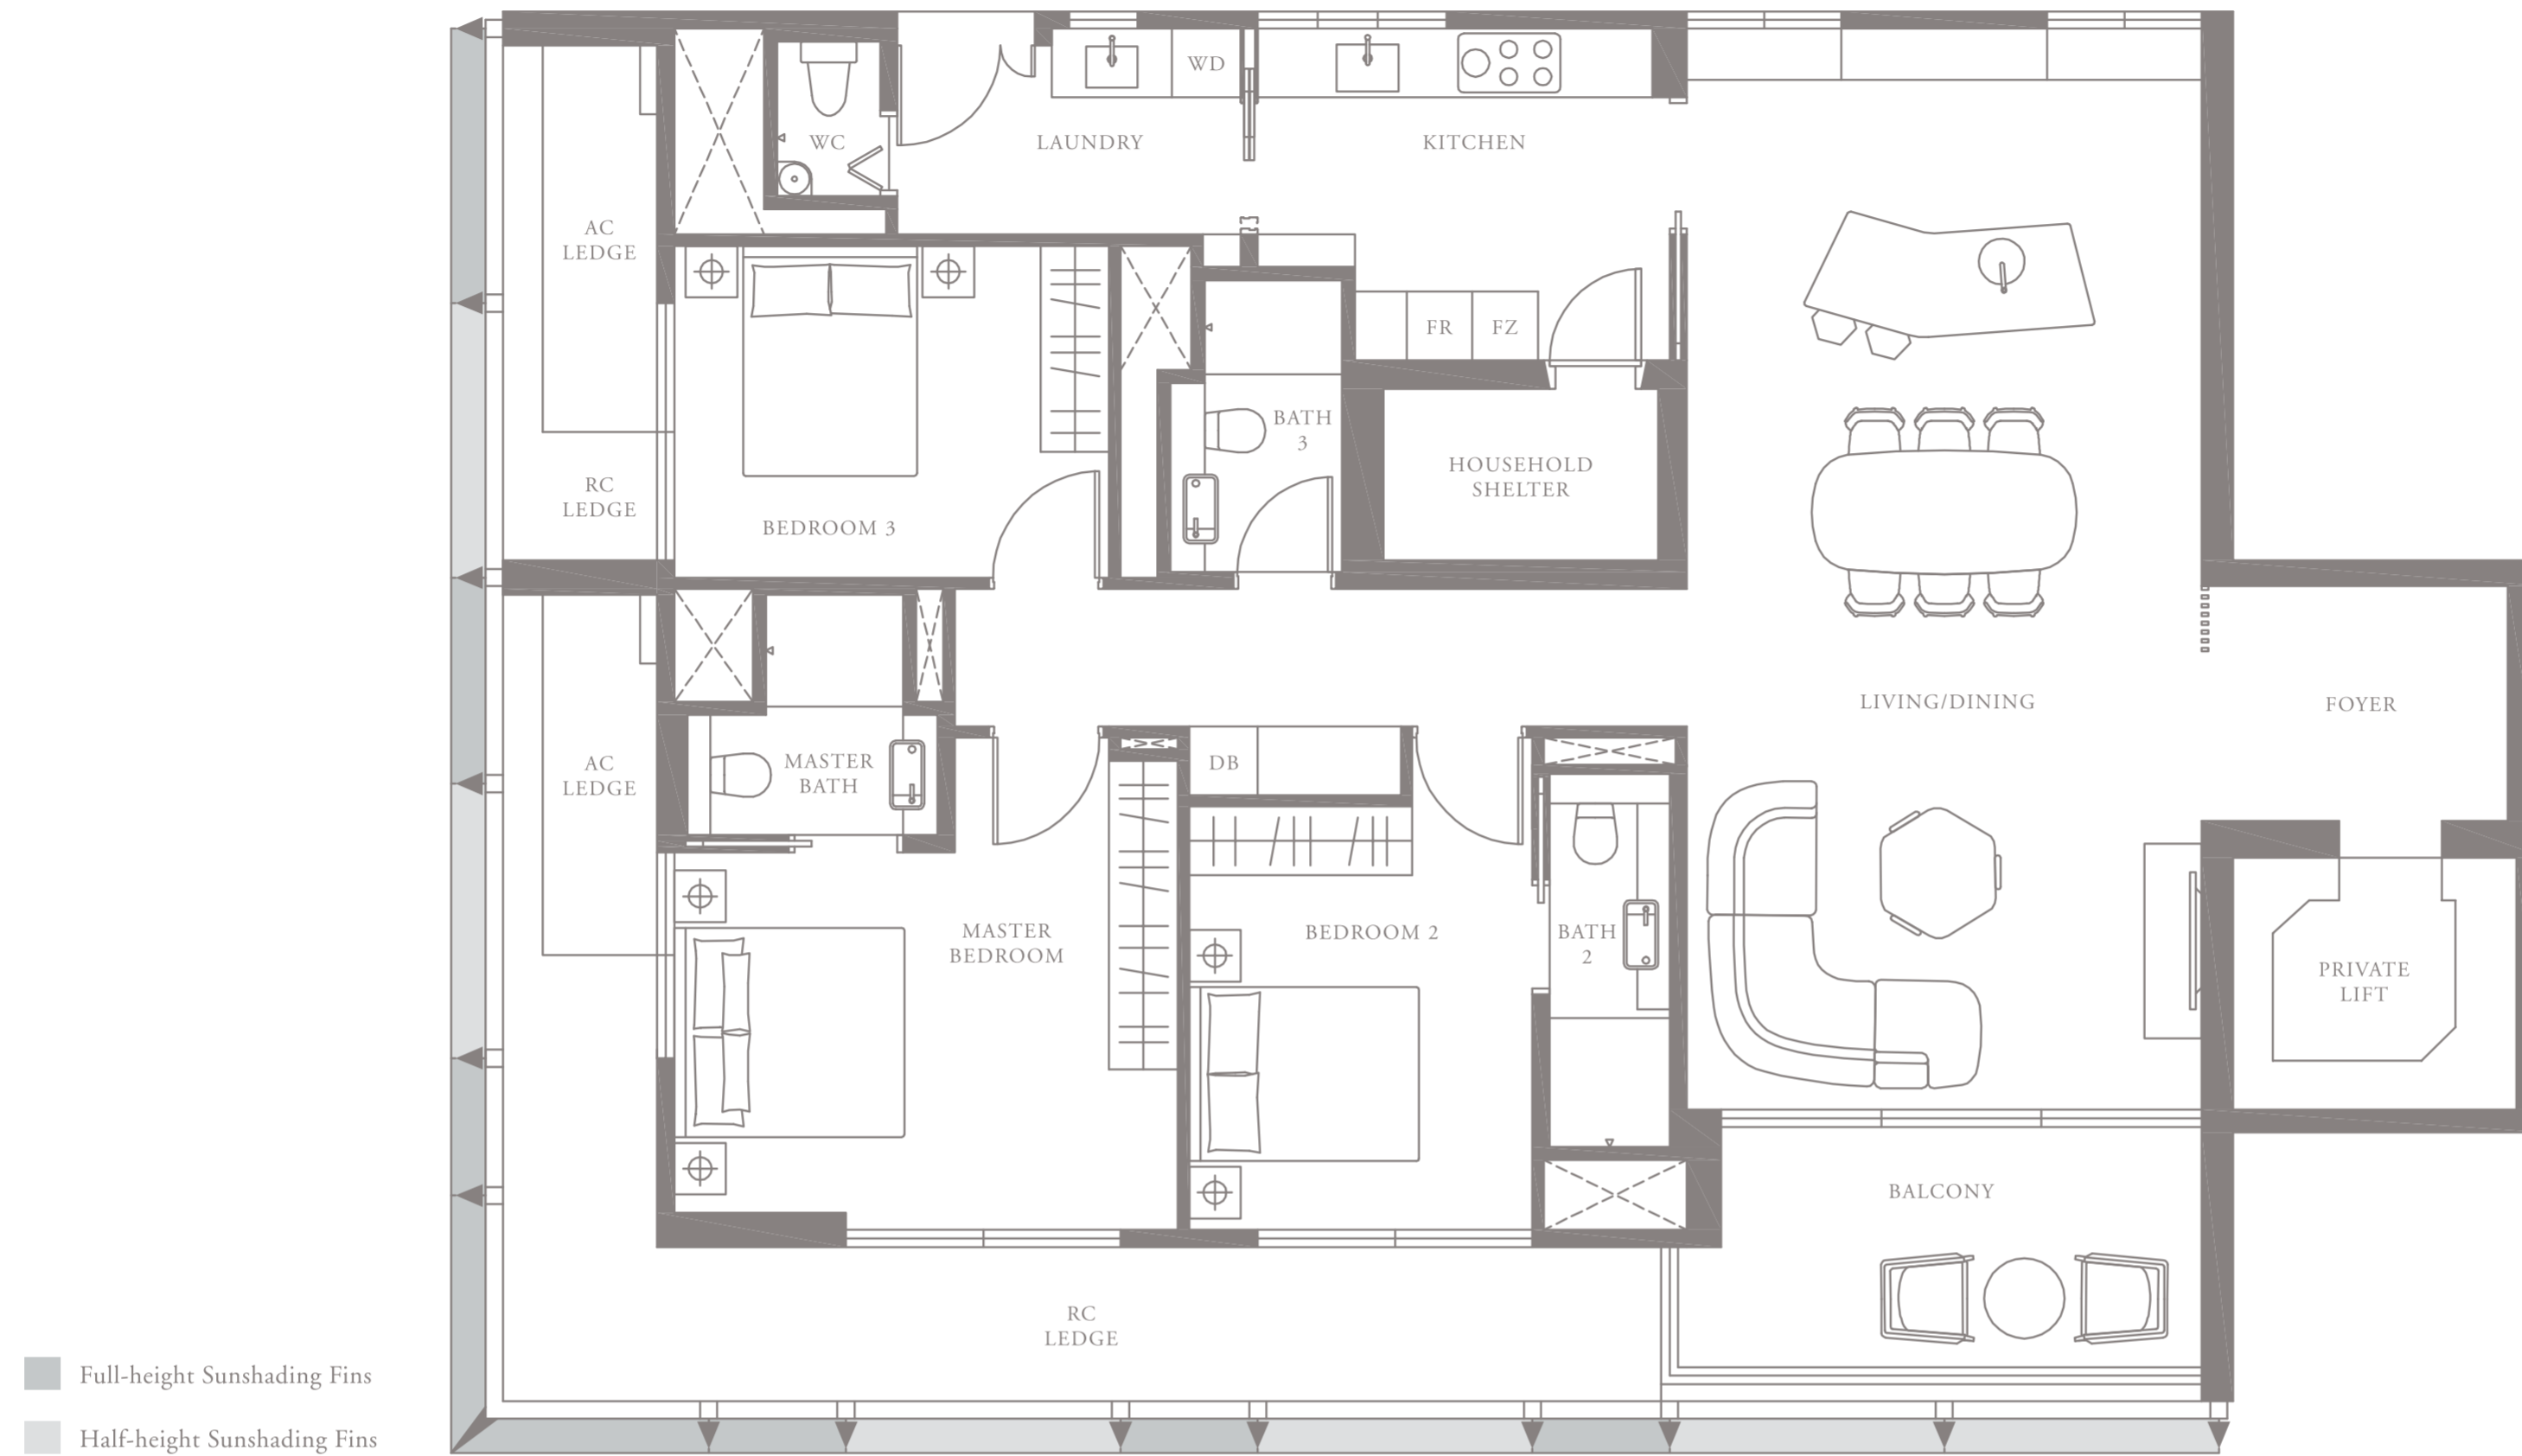 WD
WC
LAUNDRY
KITCHEN
AC
LEDGE
FR
FZ
BATH
3
HOUSEHOLD
SHELTER
RC
LEDGE
BEDROOM 3
LIVING/DINING
FOYER
AC
LEDGE
MASTER
BATH
DB
MASTER
BEDROOM
BEDROOM 2
BATH
2
PRIVATE
LIFT
BALCONY
RC
LEDGE
Full-height Sunshading Fins
Half-height Sunshading Fins